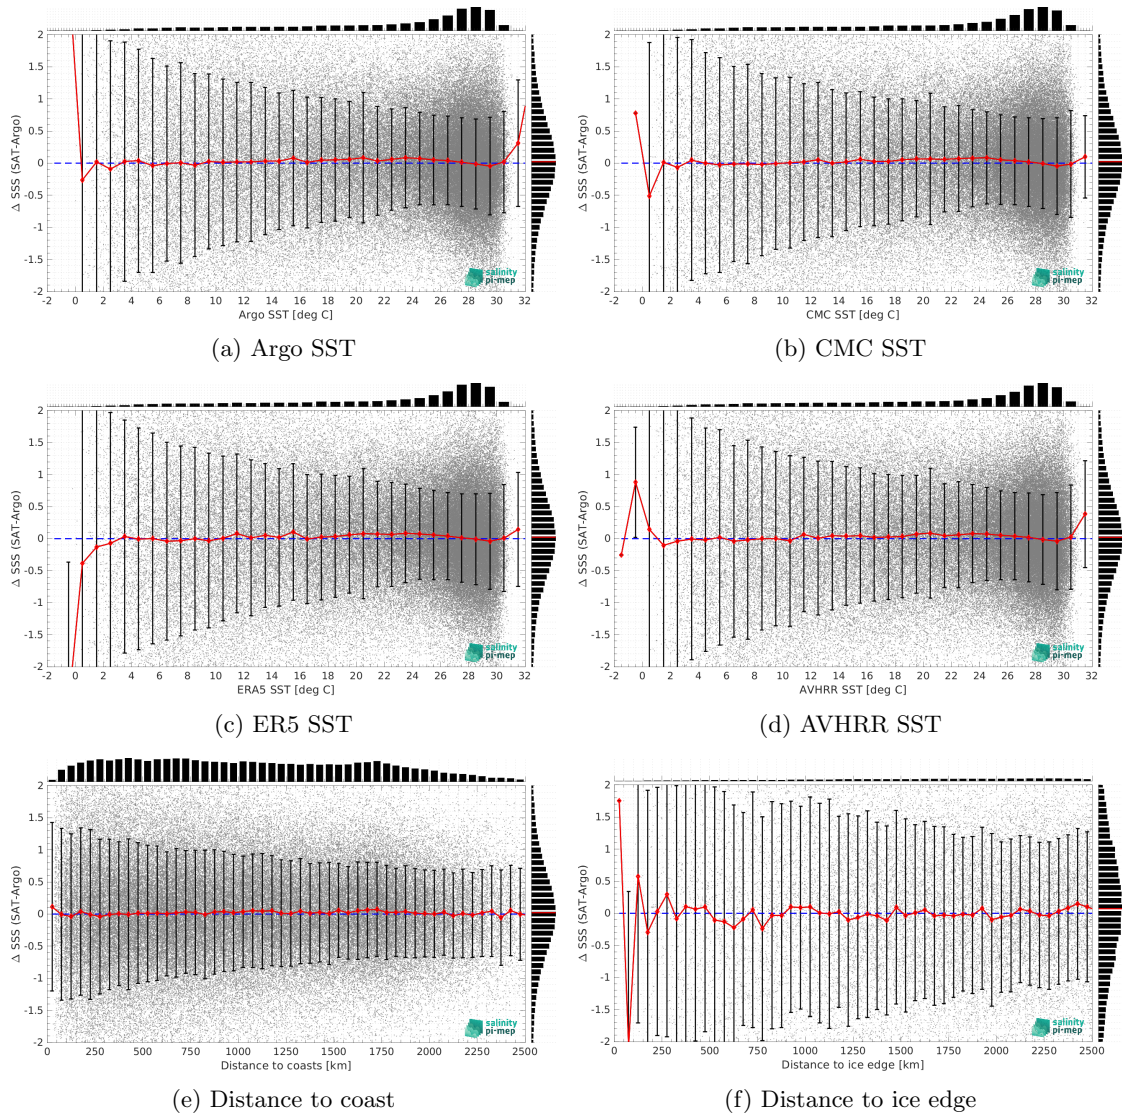 2
1.5
1
0.5
0
-0.5
-1
-1.5
-2
Δ SSS (SAT-Argo)
-2 0 2 4 6 8 10 12 14 16 18 20 22 24 26 28 30 32
Argo SST [deg C]
salinity
pi-mep
(a) Argo SST
2
1.5
1
0.5
0
-0.5
-1
-1.5
-2
Δ SSS (SAT-Argo)
-2 0 2 4 6 8 10 12 14 16 18 20 22 24 26 28 30 32
CMC SST [deg C]
salinity
pi-mep
(b) CMC SST
2
1.5
1
0.5
0
-0.5
-1
-1.5
-2
Δ SSS (SAT-Argo)
-2 0 2 4 6 8 10 12 14 16 18 20 22 24 26 28 30 32
ERA5 SST [deg C]
salinity
pi-mep
(c) ER5 SST
2
1.5
1
0.5
0
-0.5
-1
-1.5
-2
Δ SSS (SAT-Argo)
-2 0 2 4 6 8 10 12 14 16 18 20 22 24 26 28 30 32
AVHRR SST [deg C]
salinity
pi-mep
(d) AVHRR SST
2
1.5
1
0.5
0
-0.5
-1
-1.5
-2
Δ SSS (SAT-Argo)
0 250 500 750 1000 1250 1500 1750 2000 2250 2500
Distance to coasts [km]
salinity
pi-mep
(e) Distance to coast
2
1.5
1
0.5
0
-0.5
-1
-1.5
-2
Δ SSS (SAT-Argo)
0 250 500 750 1000 1250 1500 1750 2000 2250 2500
Distance to ice edge [km]
salinity
pi-mep
(f) Distance to ice edge